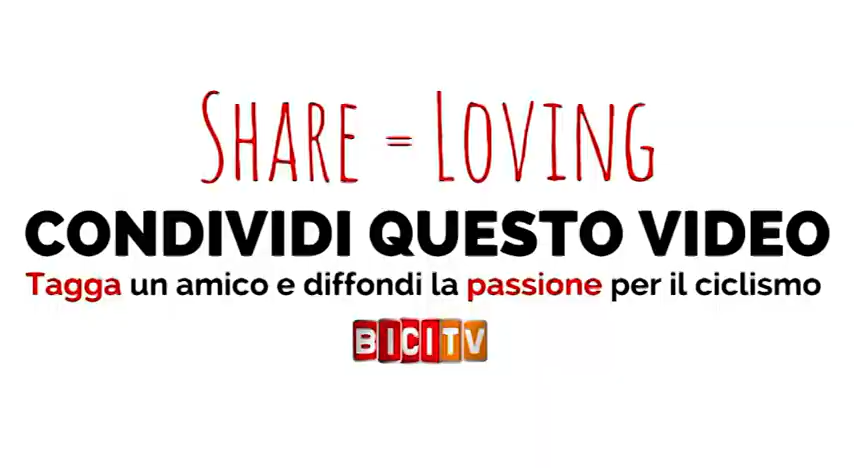 SHARE = LOVING
CONDIVIDI QUESTO VIDEO
Tagga un amico e diffondi la passione per il ciclismo
BICITV